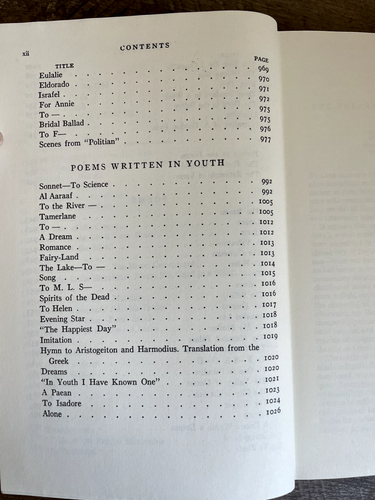 xii
CONTENTS
TITLE PAGE
Eulalie . . . . . . . . . . . . . 969
Eldorado . . . . . . . . . . . . . 970
Israfel . . . . . . . . . . . . . 971
For Annie . . . . . . . . . . . . . 972
To — . . . . . . . . . . . . . 975
Bridal Ballad . . . . . . . . . . . . . 975
To F— . . . . . . . . . . . . . 976
Scenes from "Politian" . . . . . . . . . . 977
POEMS WRITTEN IN YOUTH
Sonnet—To Science . . . . . . . . . . . 992
Al Aaraaf . . . . . . . . . . . . . 992
To the River — . . . . . . . . . . . . 1005
Tamerlane . . . . . . . . . . . . . 1005
To — . . . . . . . . . . . . . 1012
A Dream . . . . . . . . . . . . . 1012
Romance . . . . . . . . . . . . . 1013
Fairy-Land . . . . . . . . . . . . . 1013
The Lake—To — . . . . . . . . . . . 1014
Song . . . . . . . . . . . . . 1015
To M. L. S— . . . . . . . . . . . . 1016
Spirits of the Dead . . . . . . . . . . . 1016
To Helen . . . . . . . . . . . . . 1017
Evening Star . . . . . . . . . . . . . 1018
"The Happiest Day" . . . . . . . . . . . 1018
Imitation . . . . . . . . . . . . . 1019
Hymn to Aristogeiton and Harmodius. Translation from the
Greek . . . . . . . . . . . . . 1020
Dreams . . . . . . . . . . . . . 1020
"In Youth I Have Known One" . . . . . . . . 1021
A Paean . . . . . . . . . . . . . 1023
To Isadore . . . . . . . . . . . . . 1024
Alone . . . . . . . . . . . . . 1026